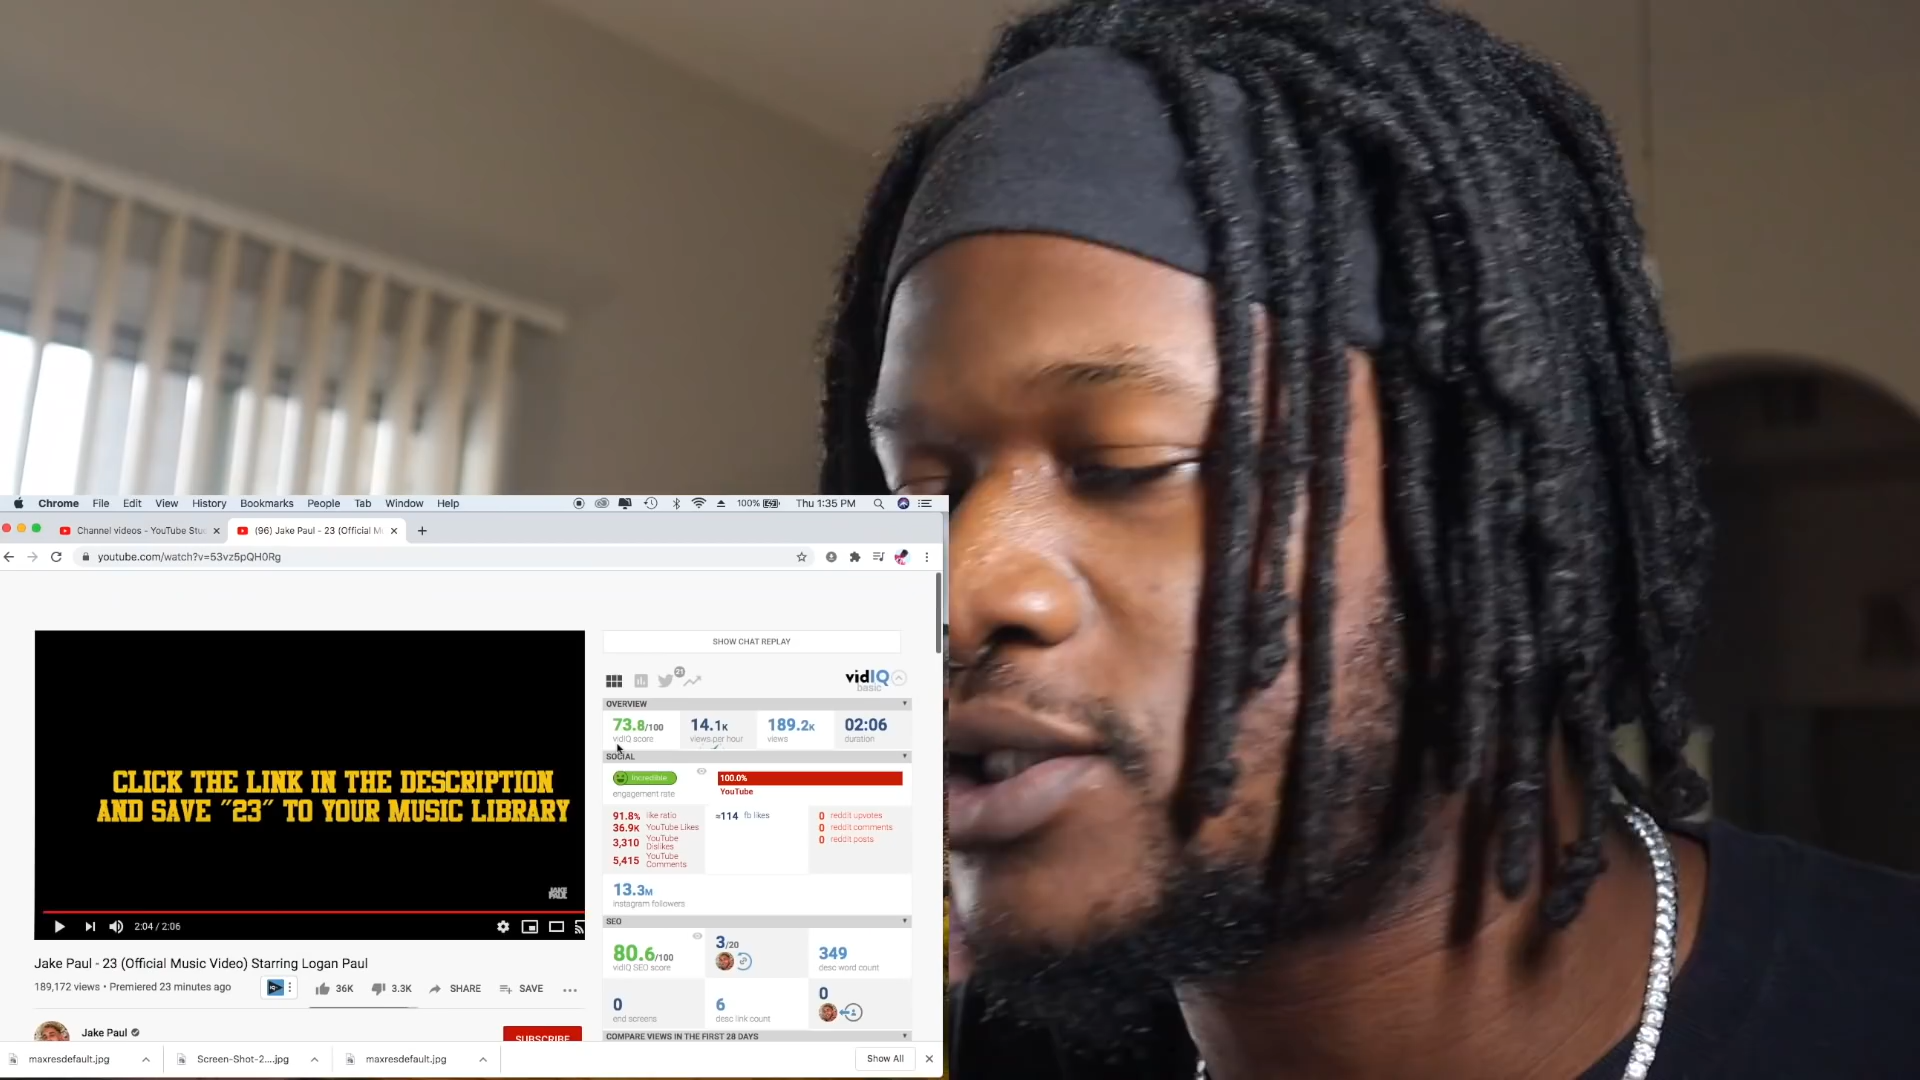 Chrome File Edit View History Bookmarks People Tab Window Help 100% Thu 1:35 PM
Channel videos - YouTube Stu (96) Jake Paul - 23 (Official M
youtube.com/watch?v=53vz5pQH0Rg
SHOW CHAT REPLAY
21
vidIQ
basic
OVERVIEW
73.8/100 14.1K 189.2K 02:06
vidIQ score views per hour views duration
SOCIAL
Incredible 100.0%
engagement rate YouTube
91.8% like ratio ≈114 fb likes 0 reddit upvotes
36.9K YouTube Likes 0 reddit comments
3,310 YouTube Dislikes 0 reddit posts
5,415 YouTube Comments
13.3M
Instagram followers
SEO
80.6/100 3/20 349
vidIQ SEO score desc word count
0 6 0
end screens desc link count
COMPARE VIEWS IN THE FIRST 28 DAYS
CLICK THE LINK IN THE DESCRIPTION
AND SAVE "23" TO YOUR MUSIC LIBRARY
JAKE
PAUL
2:04 / 2:06
Jake Paul - 23 (Official Music Video) Starring Logan Paul
189,172 views • Premiered 23 minutes ago 36K 3.3K SHARE SAVE
Jake Paul SUBSCRIBE
maxresdefault.jpg Screen-Shot-2....jpg maxresdefault.jpg Show All